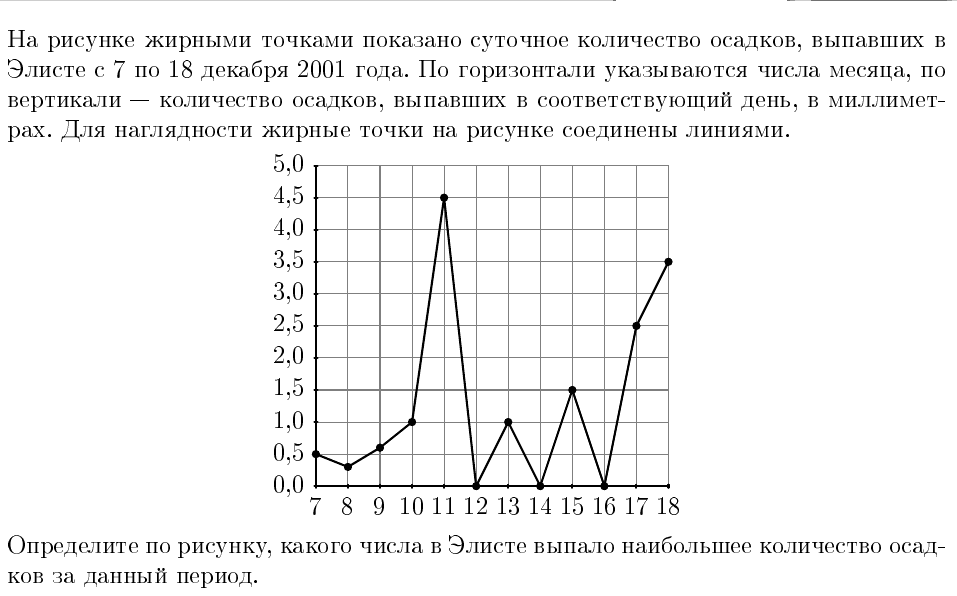 На рисунке жирными точками показано суточное количество осадков, выпавших в
Элисте с 7 по 18 декабря 2001 года. По горизонтали указываются числа месяца, по
вертикали — количество осадков, выпавших в соответствующий день, в миллимет-
рах. Для наглядности жирные точки на рисунке соединены линиями.
5,0
4,5
4,0
3,5
3,0
2,5
2,0
1,5
1,0
0,5
0,0
7 8 9 10 11 12 13 14 15 16 17 18
Определите по рисунку, какого числа в Элисте выпало наибольшее количество осад-
ков за данный период.